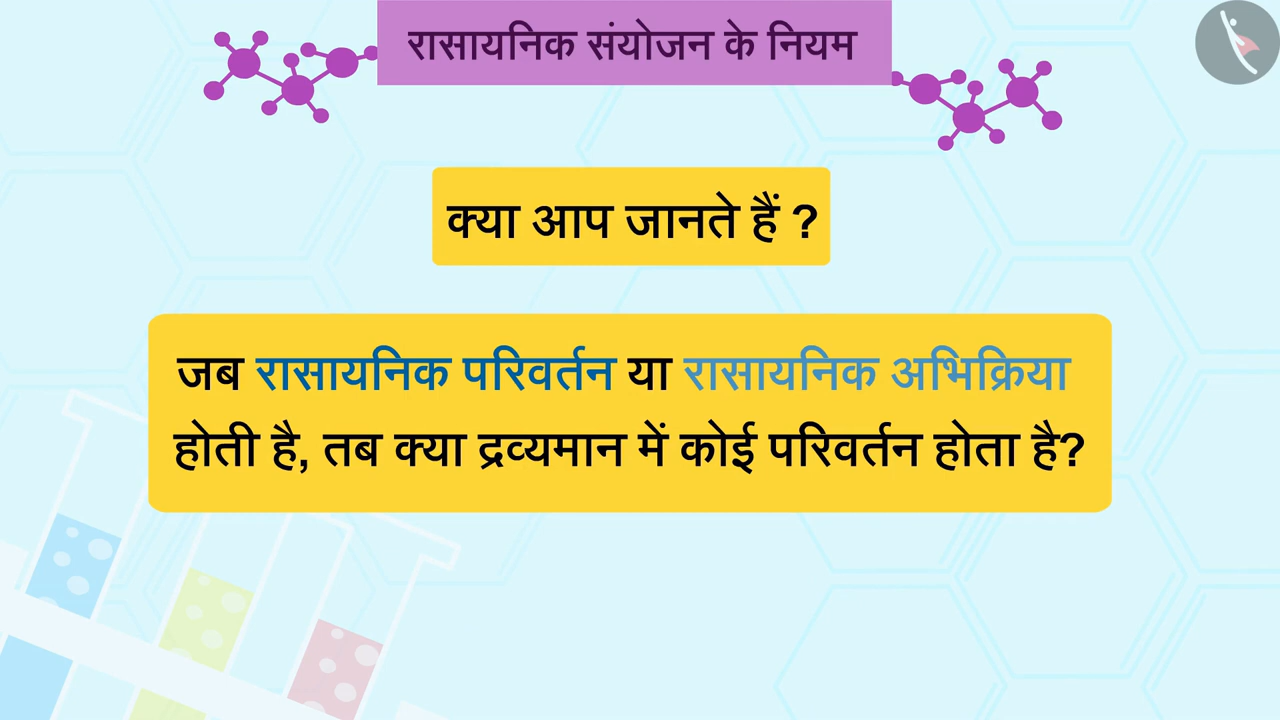 रासायनिक संयोजन के नियम
क्या आप जानते हैं ?
जब रासायनिक परिवर्तन या रासायनिक अभिक्रिया
होती है, तब क्या द्रव्यमान में कोई परिवर्तन होता है?